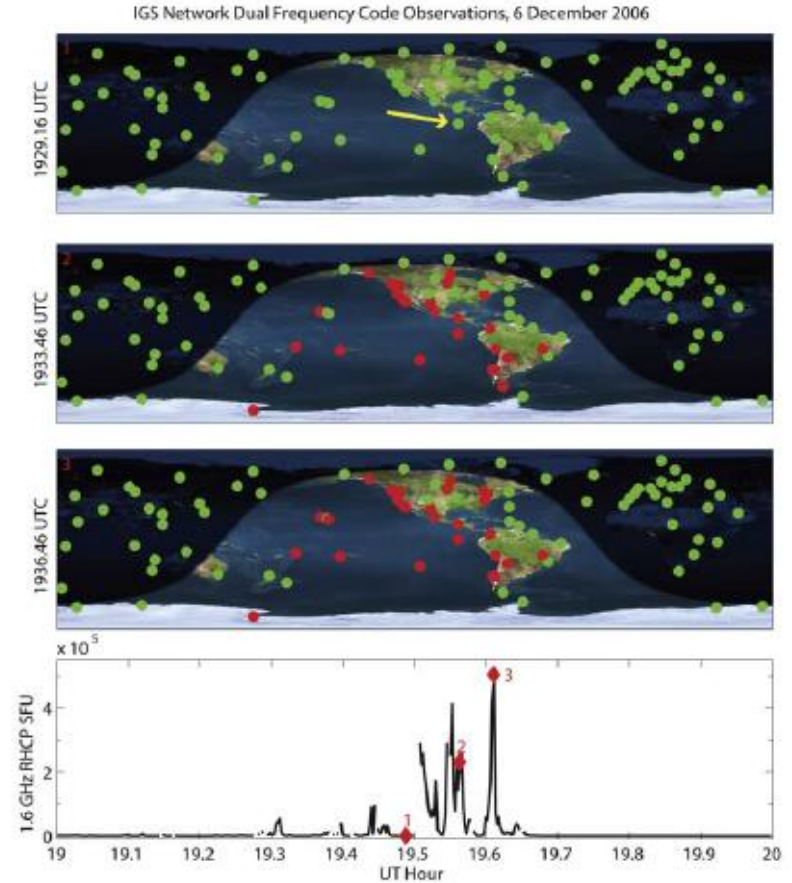 IGS Network Dual Frequency Code Observations, 6 December 2006
1
1929.16 UTC
2
1933.46 UTC
3
1936.46 UTC
x 10^5
1.6 GHz RHCP SFU
4
2
0
1
2
3
19 19.1 19.2 19.3 19.4 19.5 19.6 19.7 19.8 19.9 20
UT Hour